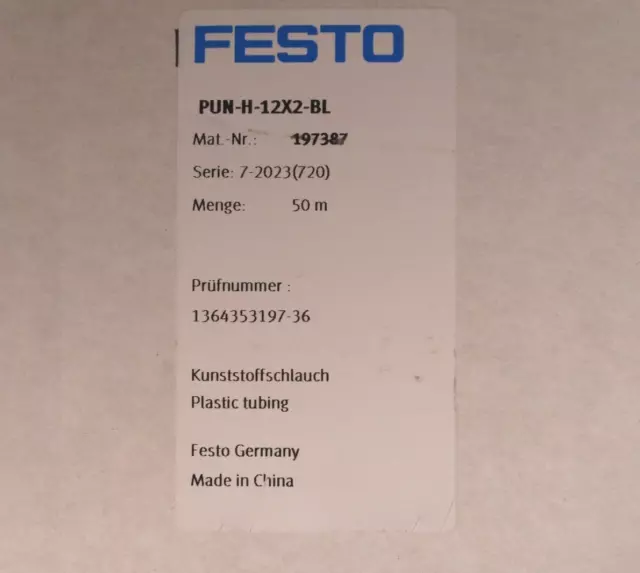 FESTO
PUN-H-12X2-BL
Mat.-Nr.: 197387
Serie: 7-2023(720)
Menge: 50 m
Prüfnummer :
1364353197-36
Kunststoffschlauch
Plastic tubing
Festo Germany
Made in China